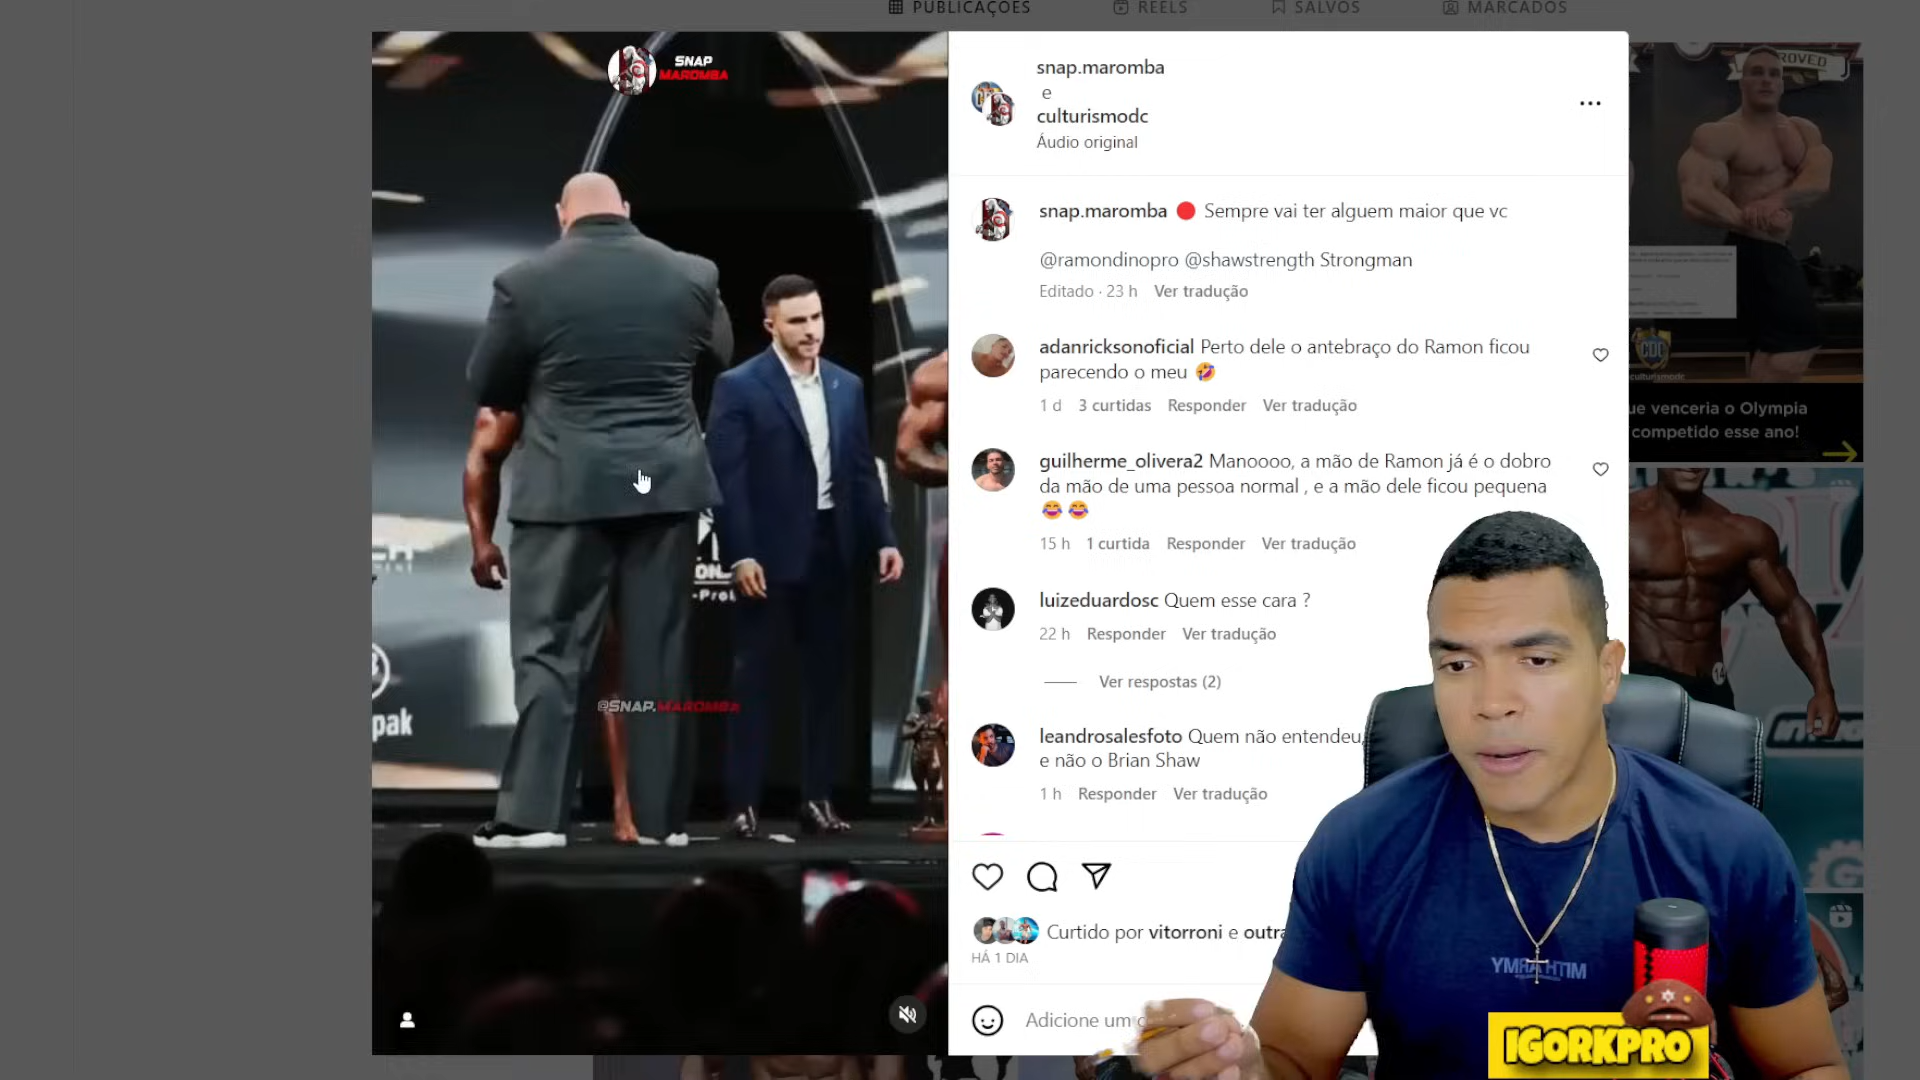 PUBLICAÇÕES
REELS
SALVOS
MARCADOS
SNAP
MAROMBA
snap.maromba
e
culturismodc
Áudio original
snap.maromba 🔴 Sempre vai ter alguem maior que vc
@ramondinopro @shawstrength Strongman
Editado · 23 h Ver tradução
adanricksonoficial Perto dele o antebraço do Ramon ficou
parecendo o meu 🤣
1 d 3 curtidas Responder Ver tradução
guilherme_olivera2 Manoooo, a mão de Ramon já é o dobro
da mão de uma pessoa normal , e a mão dele ficou pequena
😂 😂
15 h 1 curtida Responder Ver tradução
luizeduardosc Quem esse cara ?
22 h Responder Ver tradução
Ver respostas (2)
leandrosalesfoto Quem não entendeu,
e não o Brian Shaw
1 h Responder Ver tradução
Curtido por vitorroni e outra
HÁ 1 DIA
Adicione um
@SNAP.MAROMBA
pak
ROVED
CDC
culturismodc
ue venceria o Olympia
competido esse ano!
14
IGORKPRO